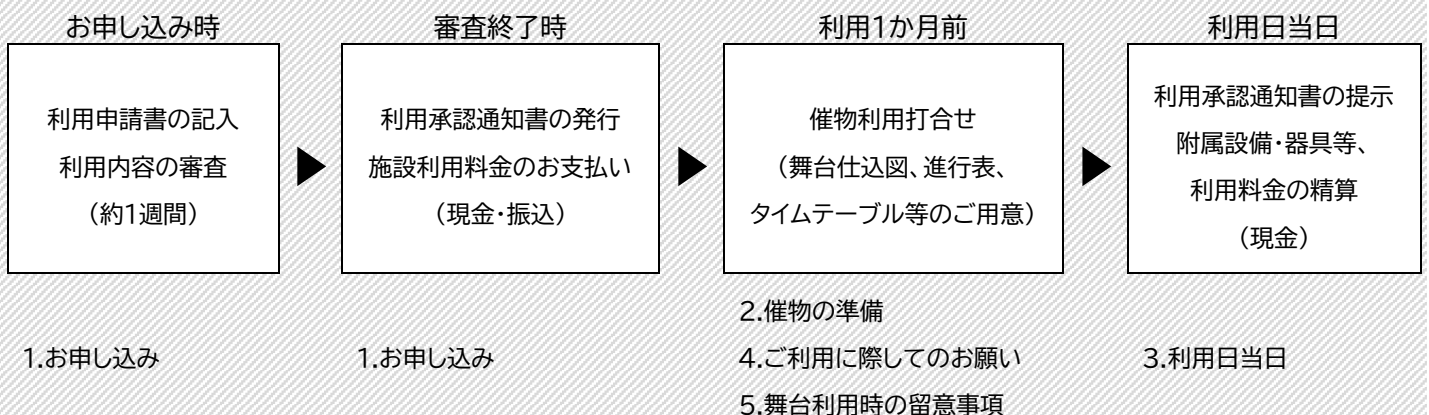 お申し込み時
利用申請書の記入
利用内容の審査
（約1週間）
1.お申し込み
審査終了時
利用承認通知書の発行
施設利用料金のお支払い
（現金・振込）
1.お申し込み
利用1か月前
催物利用打合せ
（舞台仕込図、進行表、
タイムテーブル等のご用意）
2.催物の準備
4.ご利用に際してのお願い
5.舞台利用時の留意事項
利用日当日
利用承認通知書の提示
附属設備・器具等、
利用料金の精算
（現金）
3.利用日当日